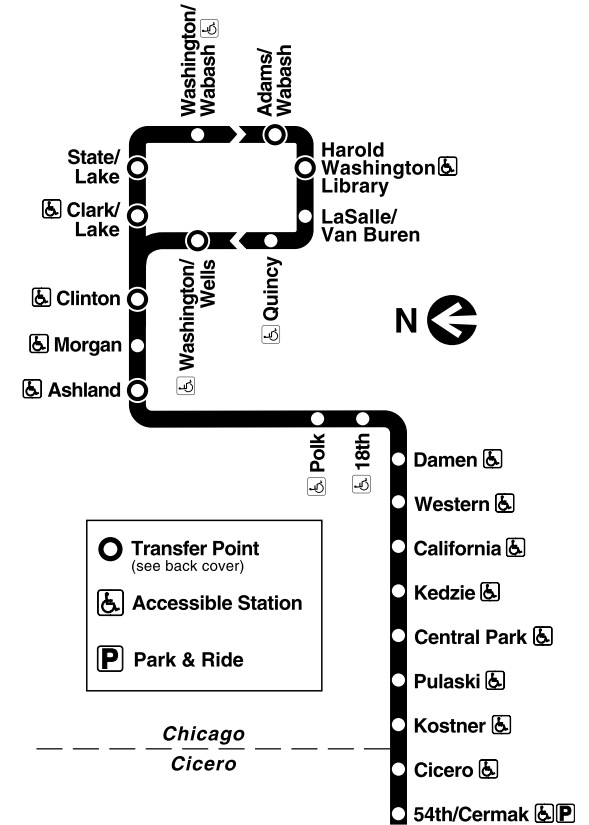 Washington/
Wabash
Adams/
Wabash
State/
Lake
Harold
Washington
Library
Clark/
Lake
LaSalle/
Van Buren
Washington/
Wells
Quincy
Clinton
N
Morgan
Ashland
Polk
18th
Damen
Western
California
Kedzie
Central Park
Pulaski
Kostner
Cicero
54th/Cermak P
Transfer Point
(see back cover)
Accessible Station
P Park & Ride
Chicago
Cicero